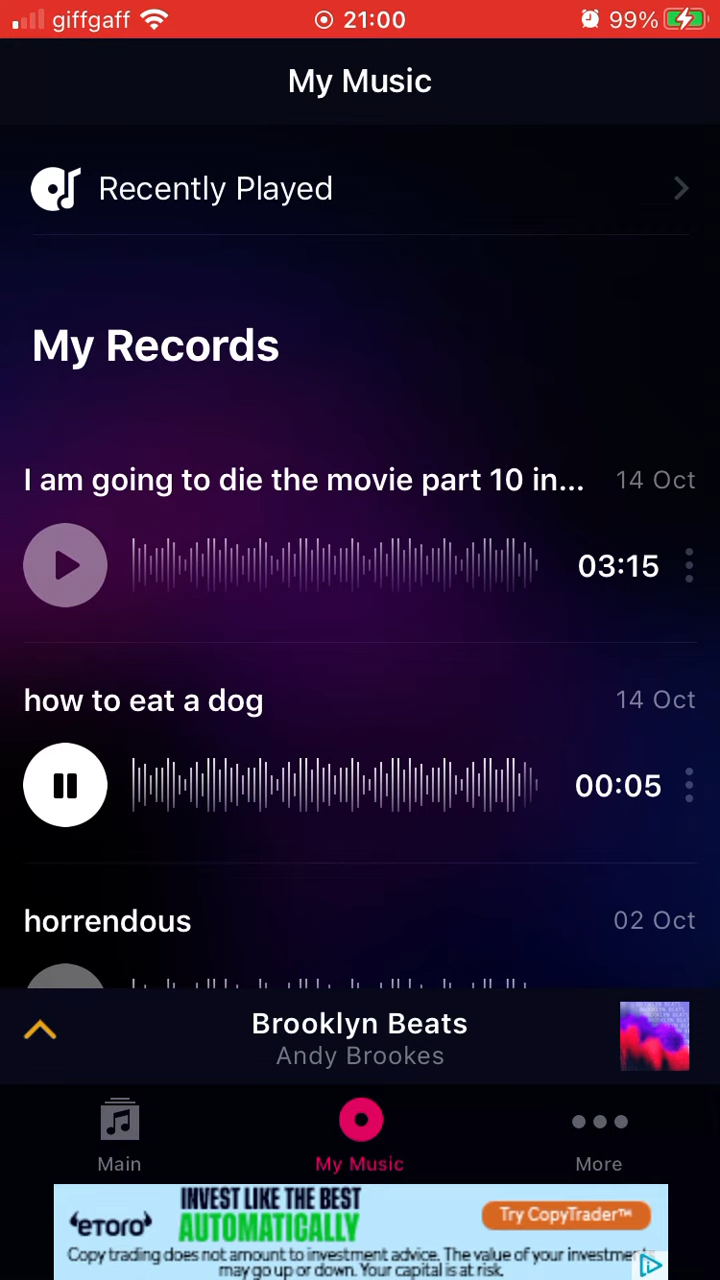 giffgaff 21:00 99%
My Music
Recently Played
My Records
I am going to die the movie part 10 in... 14 Oct
03:15
how to eat a dog 14 Oct
00:05
horrendous 02 Oct
Brooklyn Beats
Andy Brookes
Main My Music More
INVEST LIKE THE BEST
AUTOMATICALLY
eToro Try CopyTrader™
Copy trading does not amount to investment advice. The value of your
may go up or down. Your capital is at risk.